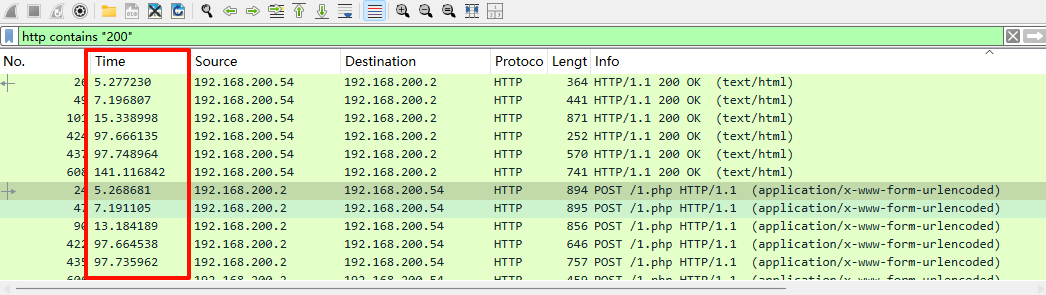 http contains "200"
No. Time Source Destination Protoco Lengt Info
26 5.277230 192.168.200.54 192.168.200.2 HTTP 364 HTTP/1.1 200 OK (text/html)
49 7.196807 192.168.200.54 192.168.200.2 HTTP 441 HTTP/1.1 200 OK (text/html)
15.338998 192.168.200.54 192.168.200.2 HTTP 871 HTTP/1.1 200 OK (text/html)
424 97.666135 192.168.200.54 192.168.200.2 HTTP 252 HTTP/1.1 200 OK (text/html)
437 97.748964 192.168.200.54 192.168.200.2 HTTP 570 HTTP/1.1 200 OK (text/html)
608 141.116842 192.168.200.54 192.168.200.2 HTTP 741 HTTP/1.1 200 OK (text/html)
24 5.268681 192.168.200.2 192.168.200.54 HTTP 894 POST /1.php HTTP/1.1 (application/x-www-form-urlencoded)
47 7.191105 192.168.200.2 192.168.200.54 HTTP 895 POST /1.php HTTP/1.1 (application/x-www-form-urlencoded)
13.184189 192.168.200.2 192.168.200.54 HTTP 856 POST /1.php HTTP/1.1 (application/x-www-form-urlencoded)
422 97.664538 192.168.200.2 192.168.200.54 HTTP 646 POST /1.php HTTP/1.1 (application/x-www-form-urlencoded)
435 97.735962 192.168.200.2 192.168.200.54 HTTP 757 POST /1.php HTTP/1.1 (application/x-www-form-urlencoded)